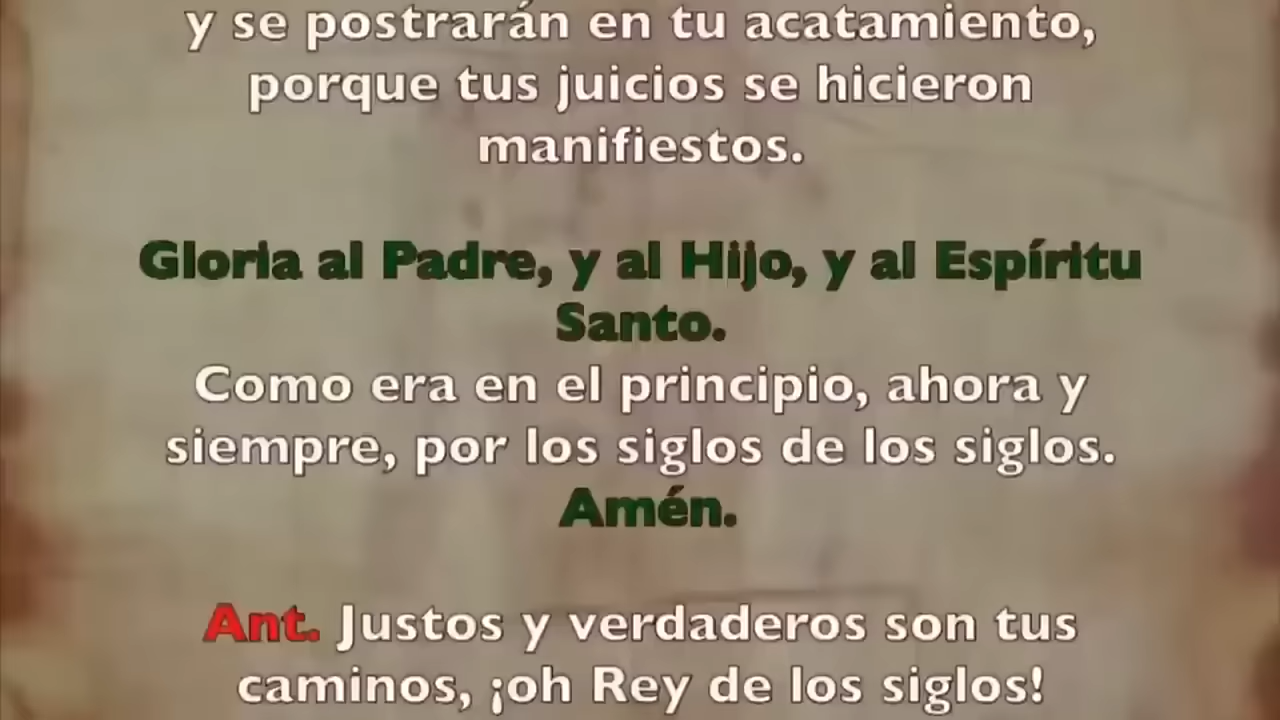 y se postrarán en tu acatamiento,
porque tus juicios se hicieron
manifiestos.
Gloria al Padre, y al Hijo, y al Espíritu
Santo.
Como era en el principio, ahora y
siempre, por los siglos de los siglos.
Amén.
Ant. Justos y verdaderos son tus
caminos, ¡oh Rey de los siglos!